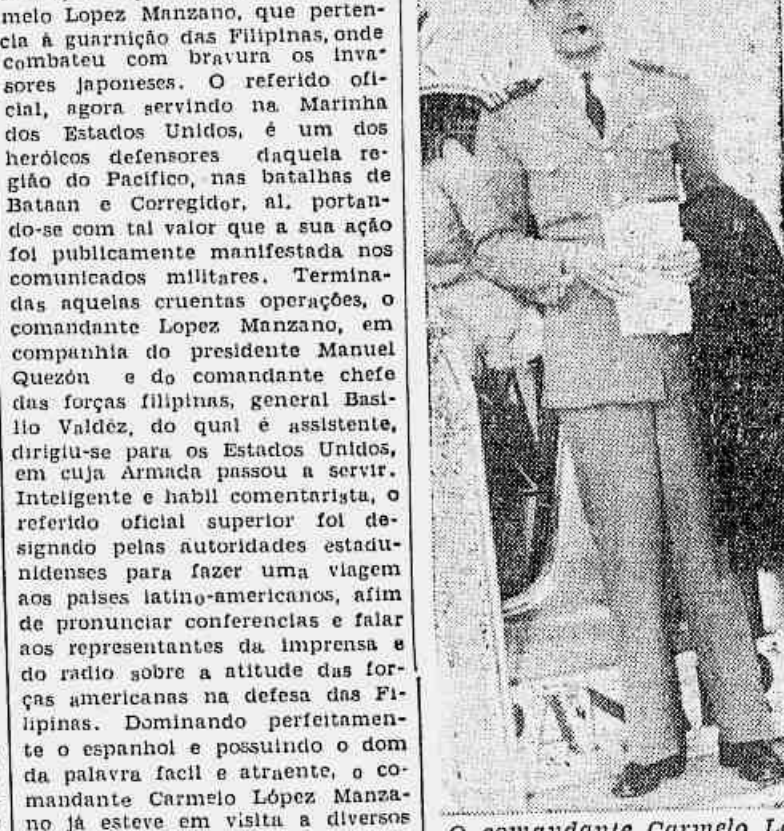 melo Lopez Manzano, que perten-
cia à guarnição das Filipinas, onde
combateu com bravura os inva-
sores japoneses. O referido ofi-
cial, agora servindo na Marinha
dos Estados Unidos, é um dos
heróicos defensores daquela re-
gião do Pacífico, nas batalhas de
Bataan e Corregidor, al. portan-
do-se com tal valor que a sua ação
foi publicamente manifestada nos
comunicados militares. Termina-
das aquelas cruentas operações, o
comandante Lopez Manzano, em
companhia do presidente Manuel
Quezón e do comandante chefe
das forças filipinas, general Basi-
lio Valdéz, do qual é assistente,
dirigiu-se para os Estados Unidos,
em cuja Armada passou a servir.
Inteligente e habil comentarista, o
referido oficial superior foi de-
signado pelas autoridades estadu-
nidenses para fazer uma viagem
aos paises latino-americanos, afim
de pronunciar conferencias e falar
aos representantes da imprensa e
do radio sobre a atitude das for-
ças americanas na defesa das Fi-
lipinas. Dominando perfeitamen-
te o espanhol e possuindo o dom
da palavra facil e atraente, o co-
mandante Carmelo López Manza-
no já esteve em visita a diversos
O comandante Carmelo L